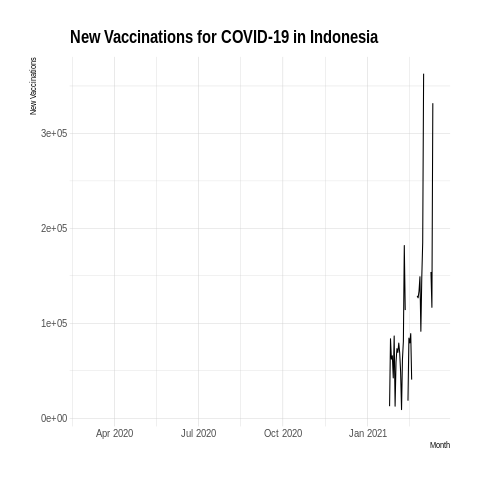 New Vaccinations for COVID-19 in Indonesia
New Vaccinations
3e+05
2e+05
1e+05
0e+00
Apr 2020
Jul 2020
Oct 2020
Jan 2021
Month